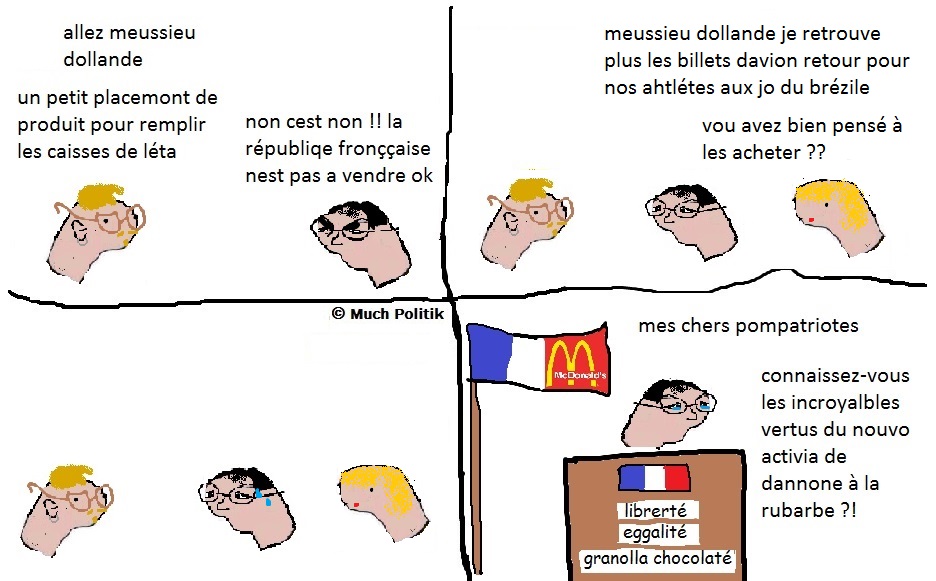 allez meussieu
dollande
un petit placemont de
produit pour remplir
les caisses de léta
non cest non !! la
républiqe fronççaise
nest pas a vendre ok
meussieu dollande je retrouve
plus les billets davion retour pour
nos ahtlétes aux jo du brézile
vou avez bien pensé à
les acheter ??
© Much Politik
McDonald's
mes chers pompatriotes
connaissez-vous
les incroyalbles
vertus du nouvo
activia de
dannone à la
rubarbe ?!
libreté
eggalité
granolla chocolaté